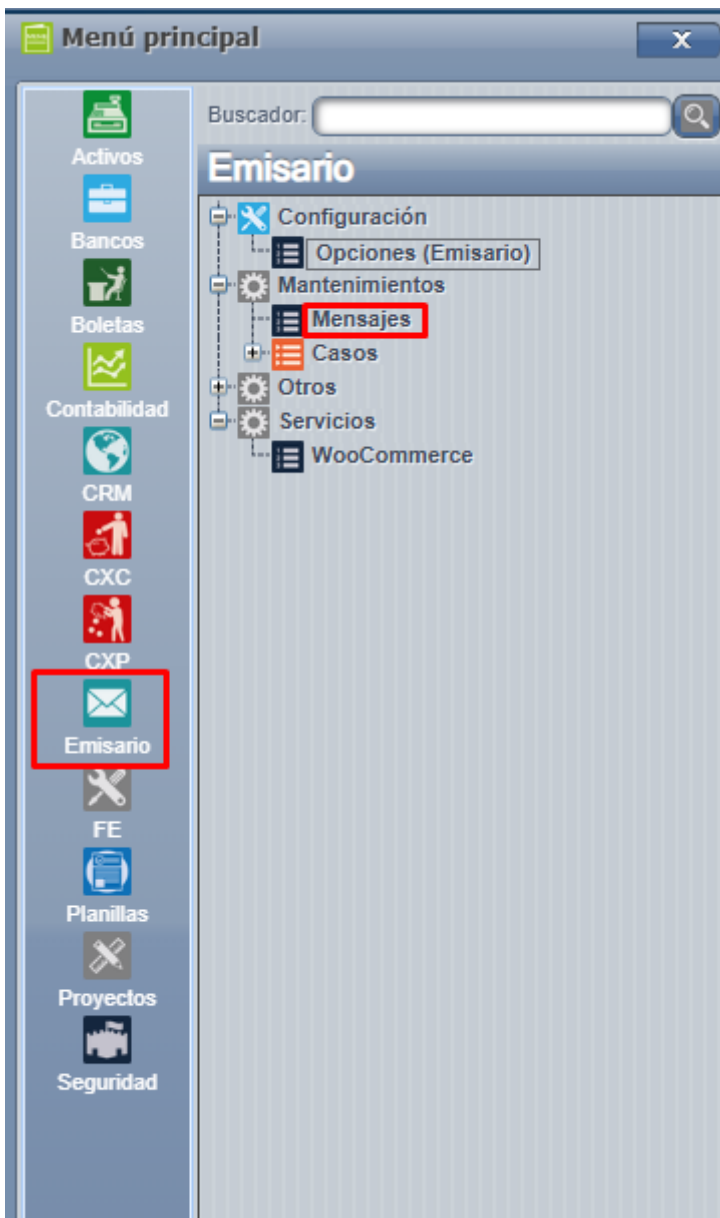 Menú principal
x
Activos
Bancos
Boletas
Contabilidad
CRM
CXC
CXP
Emisario
FE
Planillas
Proyectos
Seguridad
Buscador:
Emisario
Configuración
Opciones (Emisario)
Mantenimientos
Mensajes
Casos
Otros
Servicios
WooCommerce